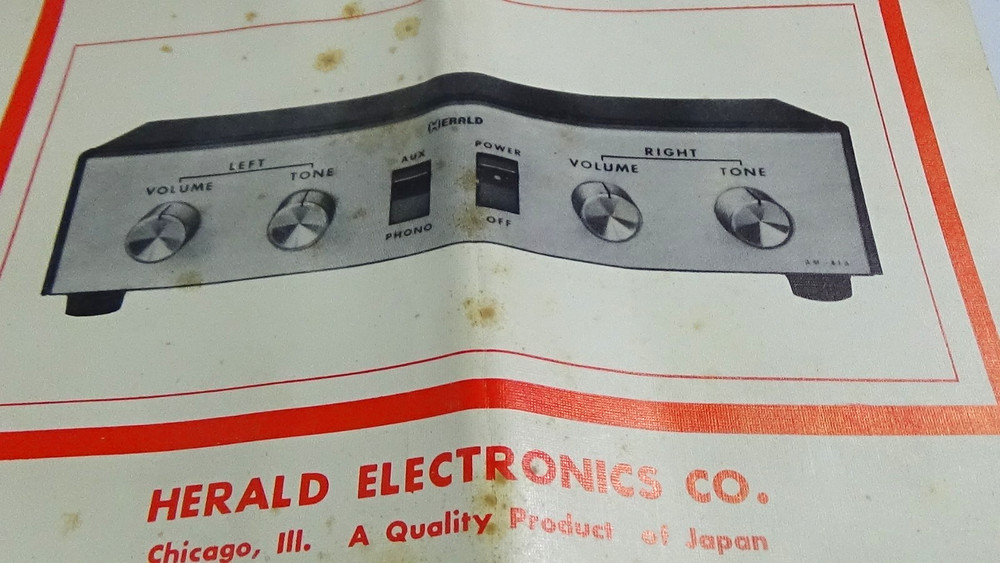 HERALD
LEFT
VOLUME TONE
AUX
PHONO
POWER
OFF
RIGHT
VOLUME TONE
HERALD ELECTRONICS CO.
Chicago, Ill. A Quality Product of Japan